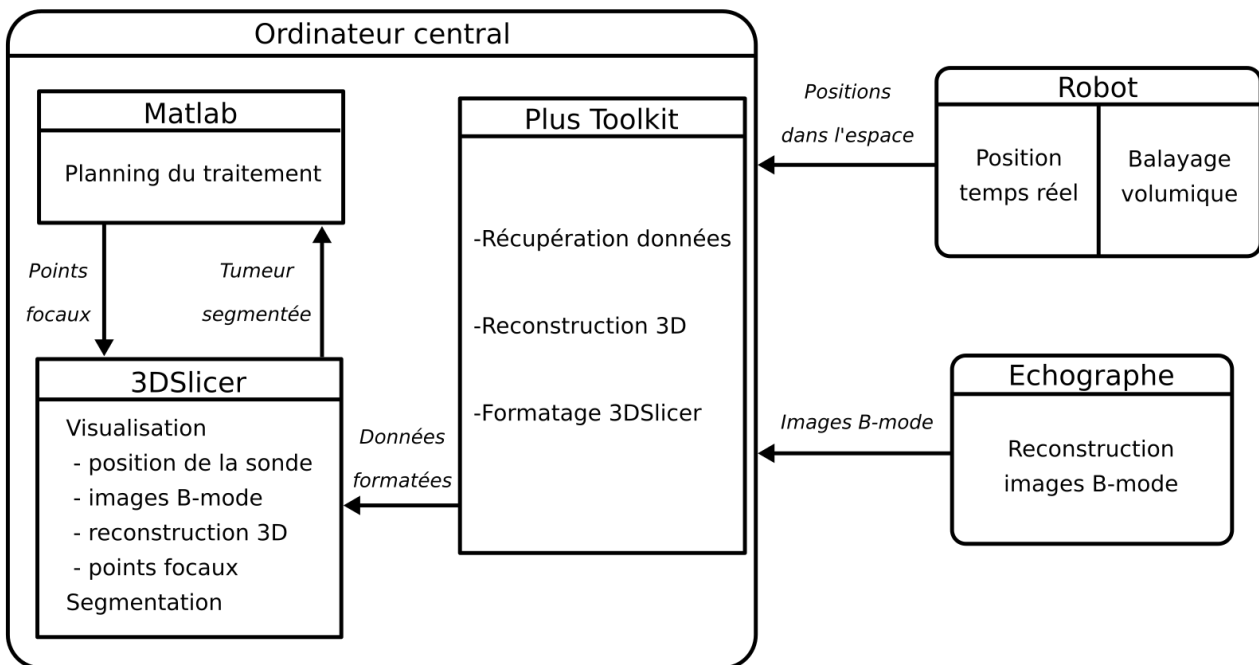 Ordinateur central
Matlab
Planning du traitement
Points
focaux
Tumeur
segmentée
3DSlicer
Visualisation
- position de la sonde
- images B-mode
- reconstruction 3D
- points focaux
Segmentation
Données
formatées
Plus Toolkit
-Récupération données
-Reconstruction 3D
-Formatage 3DSlicer
Positions
dans l'espace
Robot
Position
temps réel
Balayage
volumique
Images B-mode
Echographe
Reconstruction
images B-mode